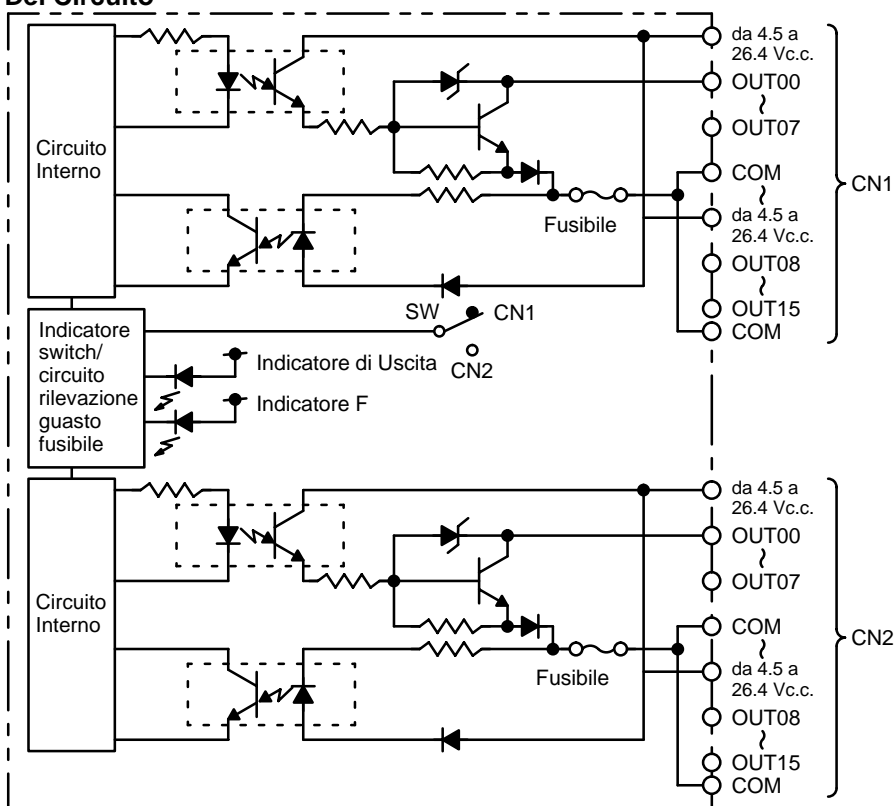 Del Circuito
da 4.5 a
26.4 Vc.c.
OUT00
~
OUT07
Circuito
Interno
COM
~
CN1
da 4.5 a
26.4 Vc.c.
Fusibile
OUT08
~
OUT15
SW
CN1
COM
Indicatore
switch/
circuito
rilevazione
guasto
fusibile
Indicatore di Uscita
CN2
Indicatore F
da 4.5 a
26.4 Vc.c.
OUT00
~
OUT07
Circuito
Interno
COM
~
CN2
da 4.5 a
26.4 Vc.c.
Fusibile
OUT08
~
OUT15
COM